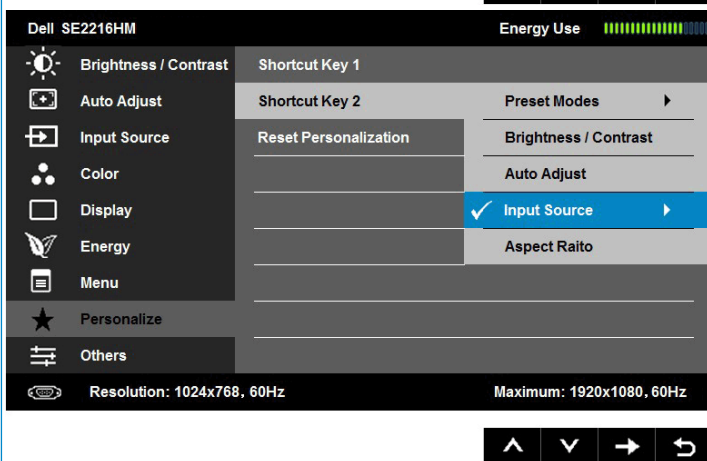 Dell SE2216HM Energy Use
Brightness / Contrast Shortcut Key 1
Auto Adjust Shortcut Key 2 Preset Modes
Input Source Reset Personalization Brightness / Contrast
Color Auto Adjust
Display Input Source
Energy Aspect Raito
Menu
Personalize
Others
Resolution: 1024x768, 60Hz Maximum: 1920x1080, 60Hz